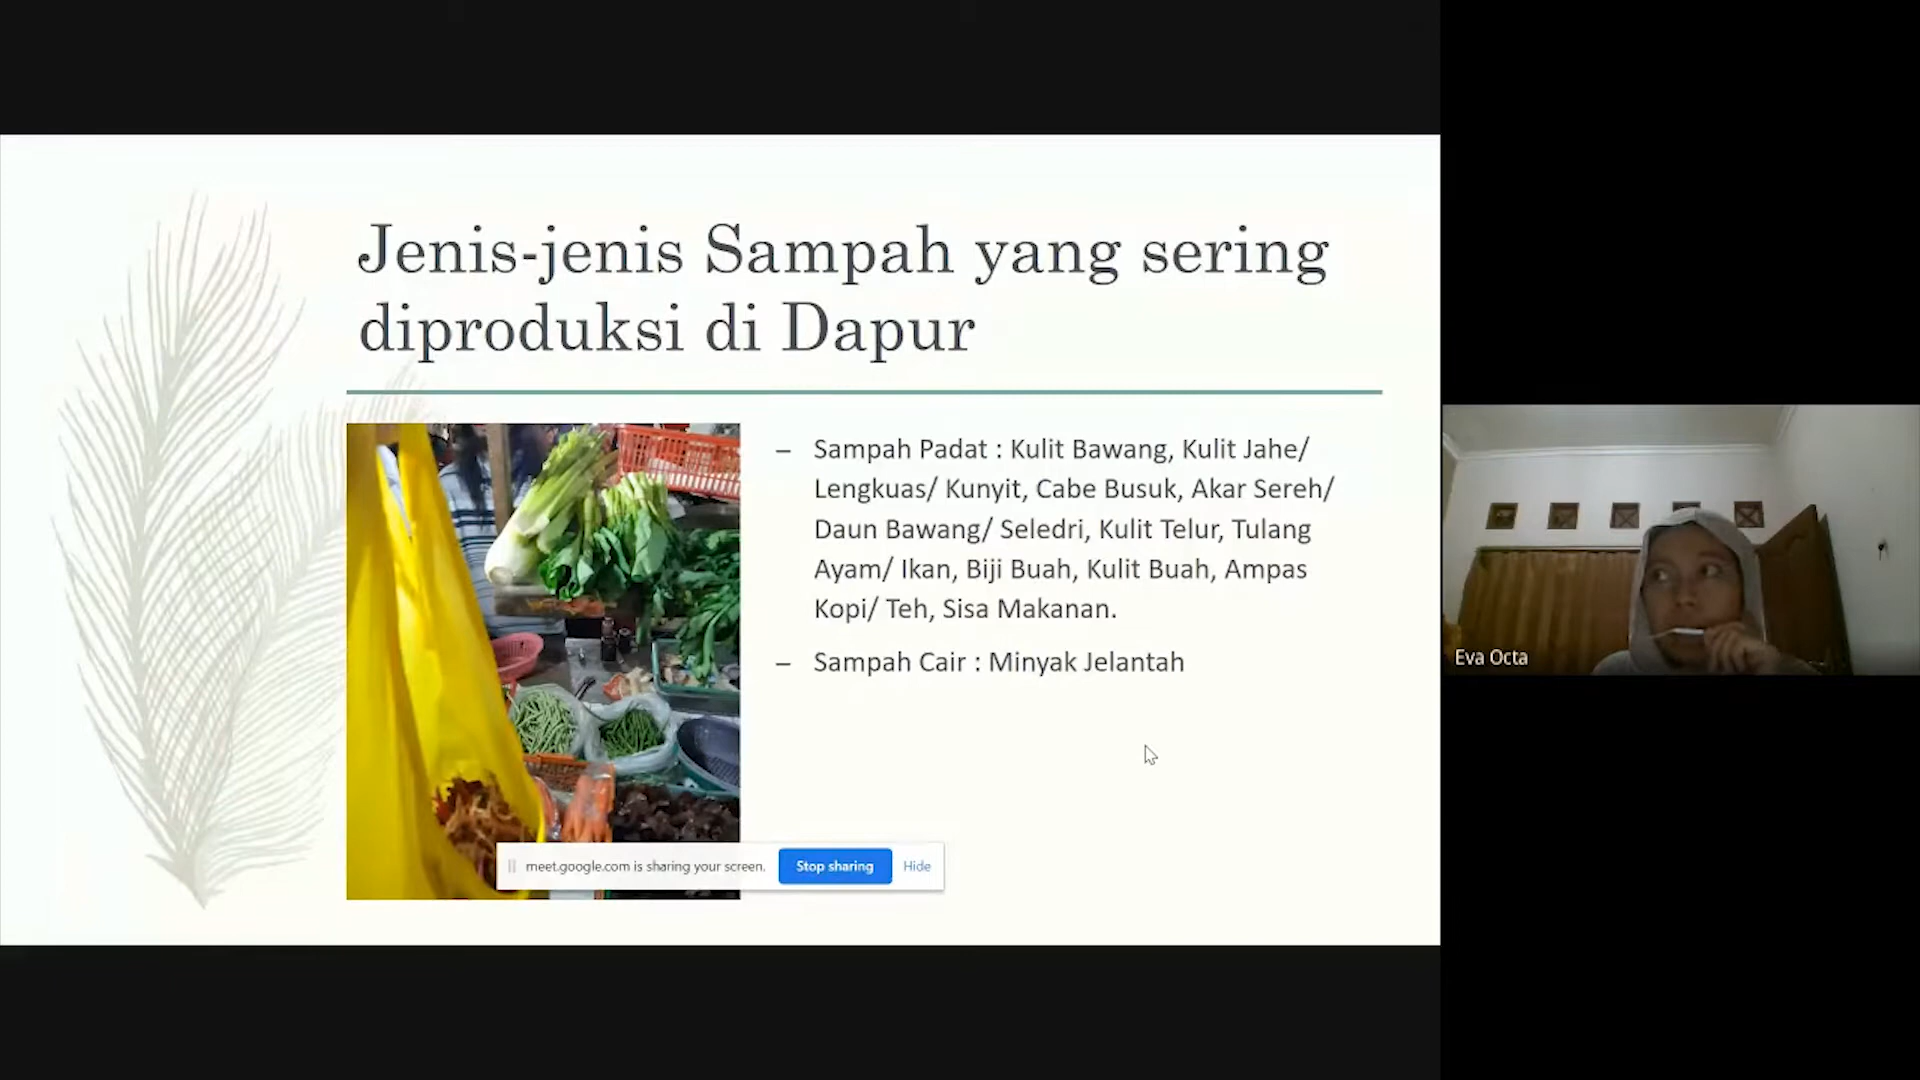 Jenis-jenis Sampah yang sering
diproduksi di Dapur
– Sampah Padat : Kulit Bawang, Kulit Jahe/
Lengkuas/ Kunyit, Cabe Busuk, Akar Sereh/
Daun Bawang/ Seledri, Kulit Telur, Tulang
Ayam/ Ikan, Biji Buah, Kulit Buah, Ampas
Kopi/ Teh, Sisa Makanan.
– Sampah Cair : Minyak Jelantah
meet.google.com is sharing your screen.
Stop sharing
Hide
Eva Octa